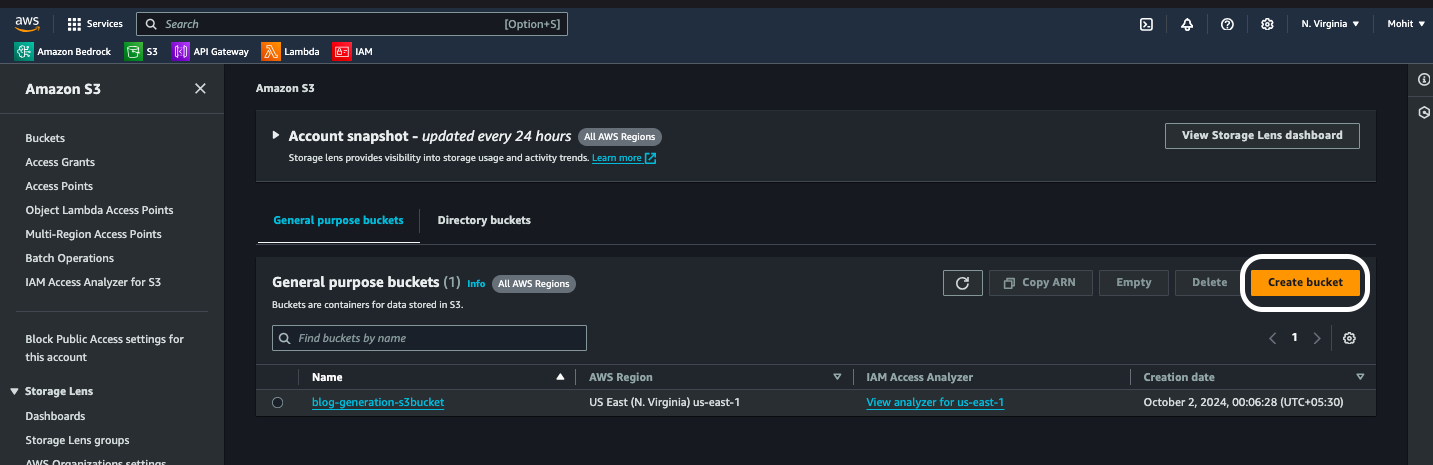 aws
Services
Search [Option+S]
N. Virginia
Mohit
Amazon Bedrock
S3
API Gateway
Lambda
IAM
Amazon S3
Buckets
Access Grants
Access Points
Object Lambda Access Points
Multi-Region Access Points
Batch Operations
IAM Access Analyzer for S3
Block Public Access settings for
this account
Storage Lens
Dashboards
Storage Lens groups
AWS Organizations settings
Amazon S3
Account snapshot - updated every 24 hours All AWS Regions
Storage lens provides visibility into storage usage and activity trends. Learn more
View Storage Lens dashboard
General purpose buckets
Directory buckets
General purpose buckets (1) Info All AWS Regions
Buckets are containers for data stored in S3.
Copy ARN
Empty
Delete
Create bucket
Find buckets by name
1
Name
AWS Region
IAM Access Analyzer
Creation date
blog-generation-s3bucket
US East (N. Virginia) us-east-1
View analyzer for us-east-1
October 2, 2024, 00:06:28 (UTC+05:30)